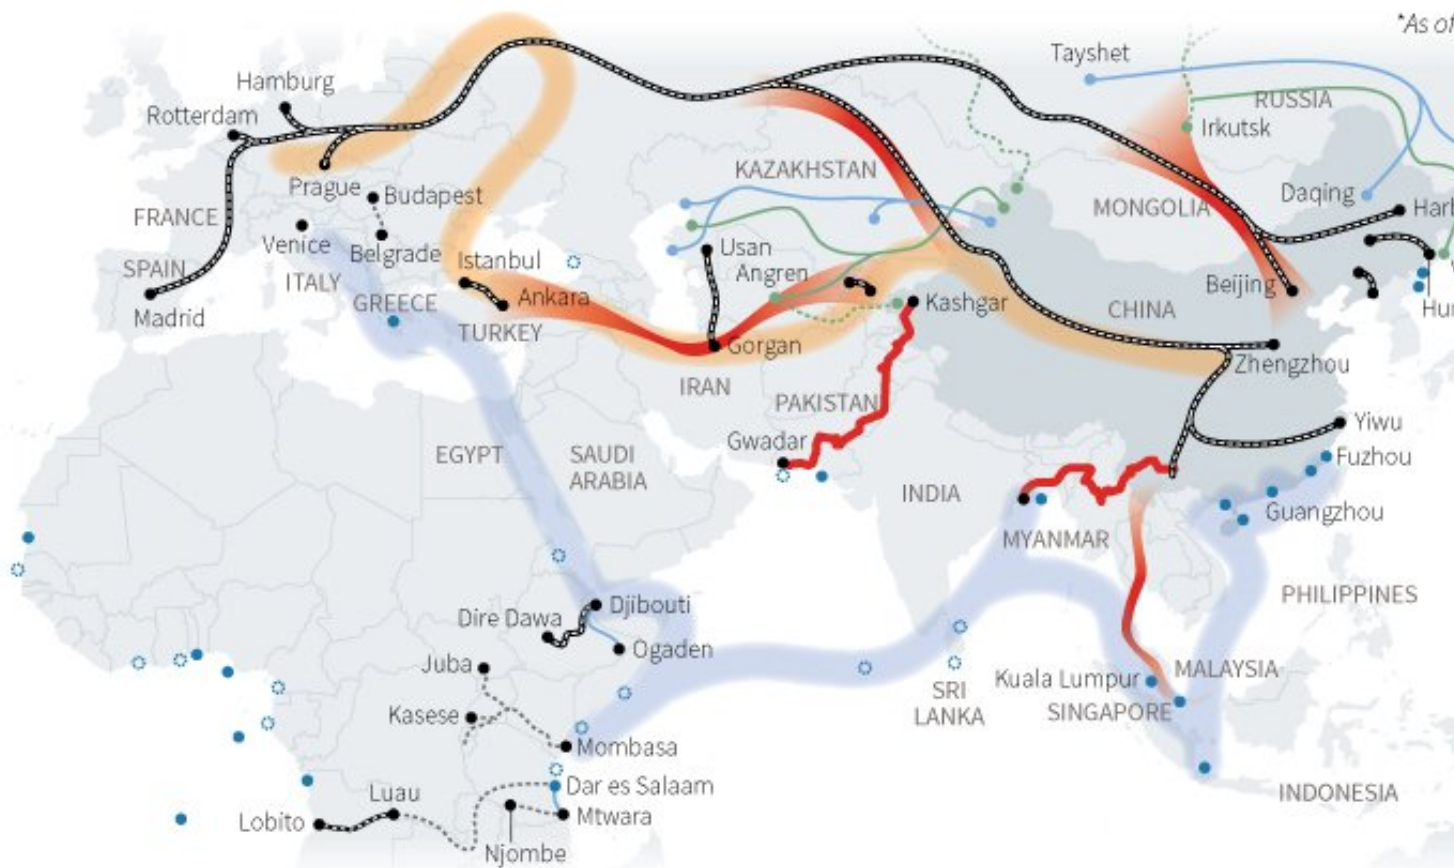 *As of
Tayshet
Hamburg
Rotterdam
RUSSIA
Irkutsk
KAZAKHSTAN
Prague
Budapest
Daqing
FRANCE
MONGOLIA
Harb
Venice
Belgrade
Usan
Istanbul
Angren
SPAIN
ITALY
Beijing
Hun
GREECE
Ankara
Kashgar
CHINA
Madrid
TURKEY
Gorgan
Zhengzhou
IRAN
PAKISTAN
Yiwu
Gwadar
EGYPT
SAUDI
ARABIA
Fuzhou
INDIA
Guangzhou
MYANMAR
PHILIPPINES
Djibouti
Dire Dawa
Ogaden
Juba
MALAYSIA
Kuala Lumpur
SRI
LANKA
SINGAPORE
Kasese
Mombasa
Dar es Salaam
Luau
INDONESIA
Lobito
Mtwara
Njombe